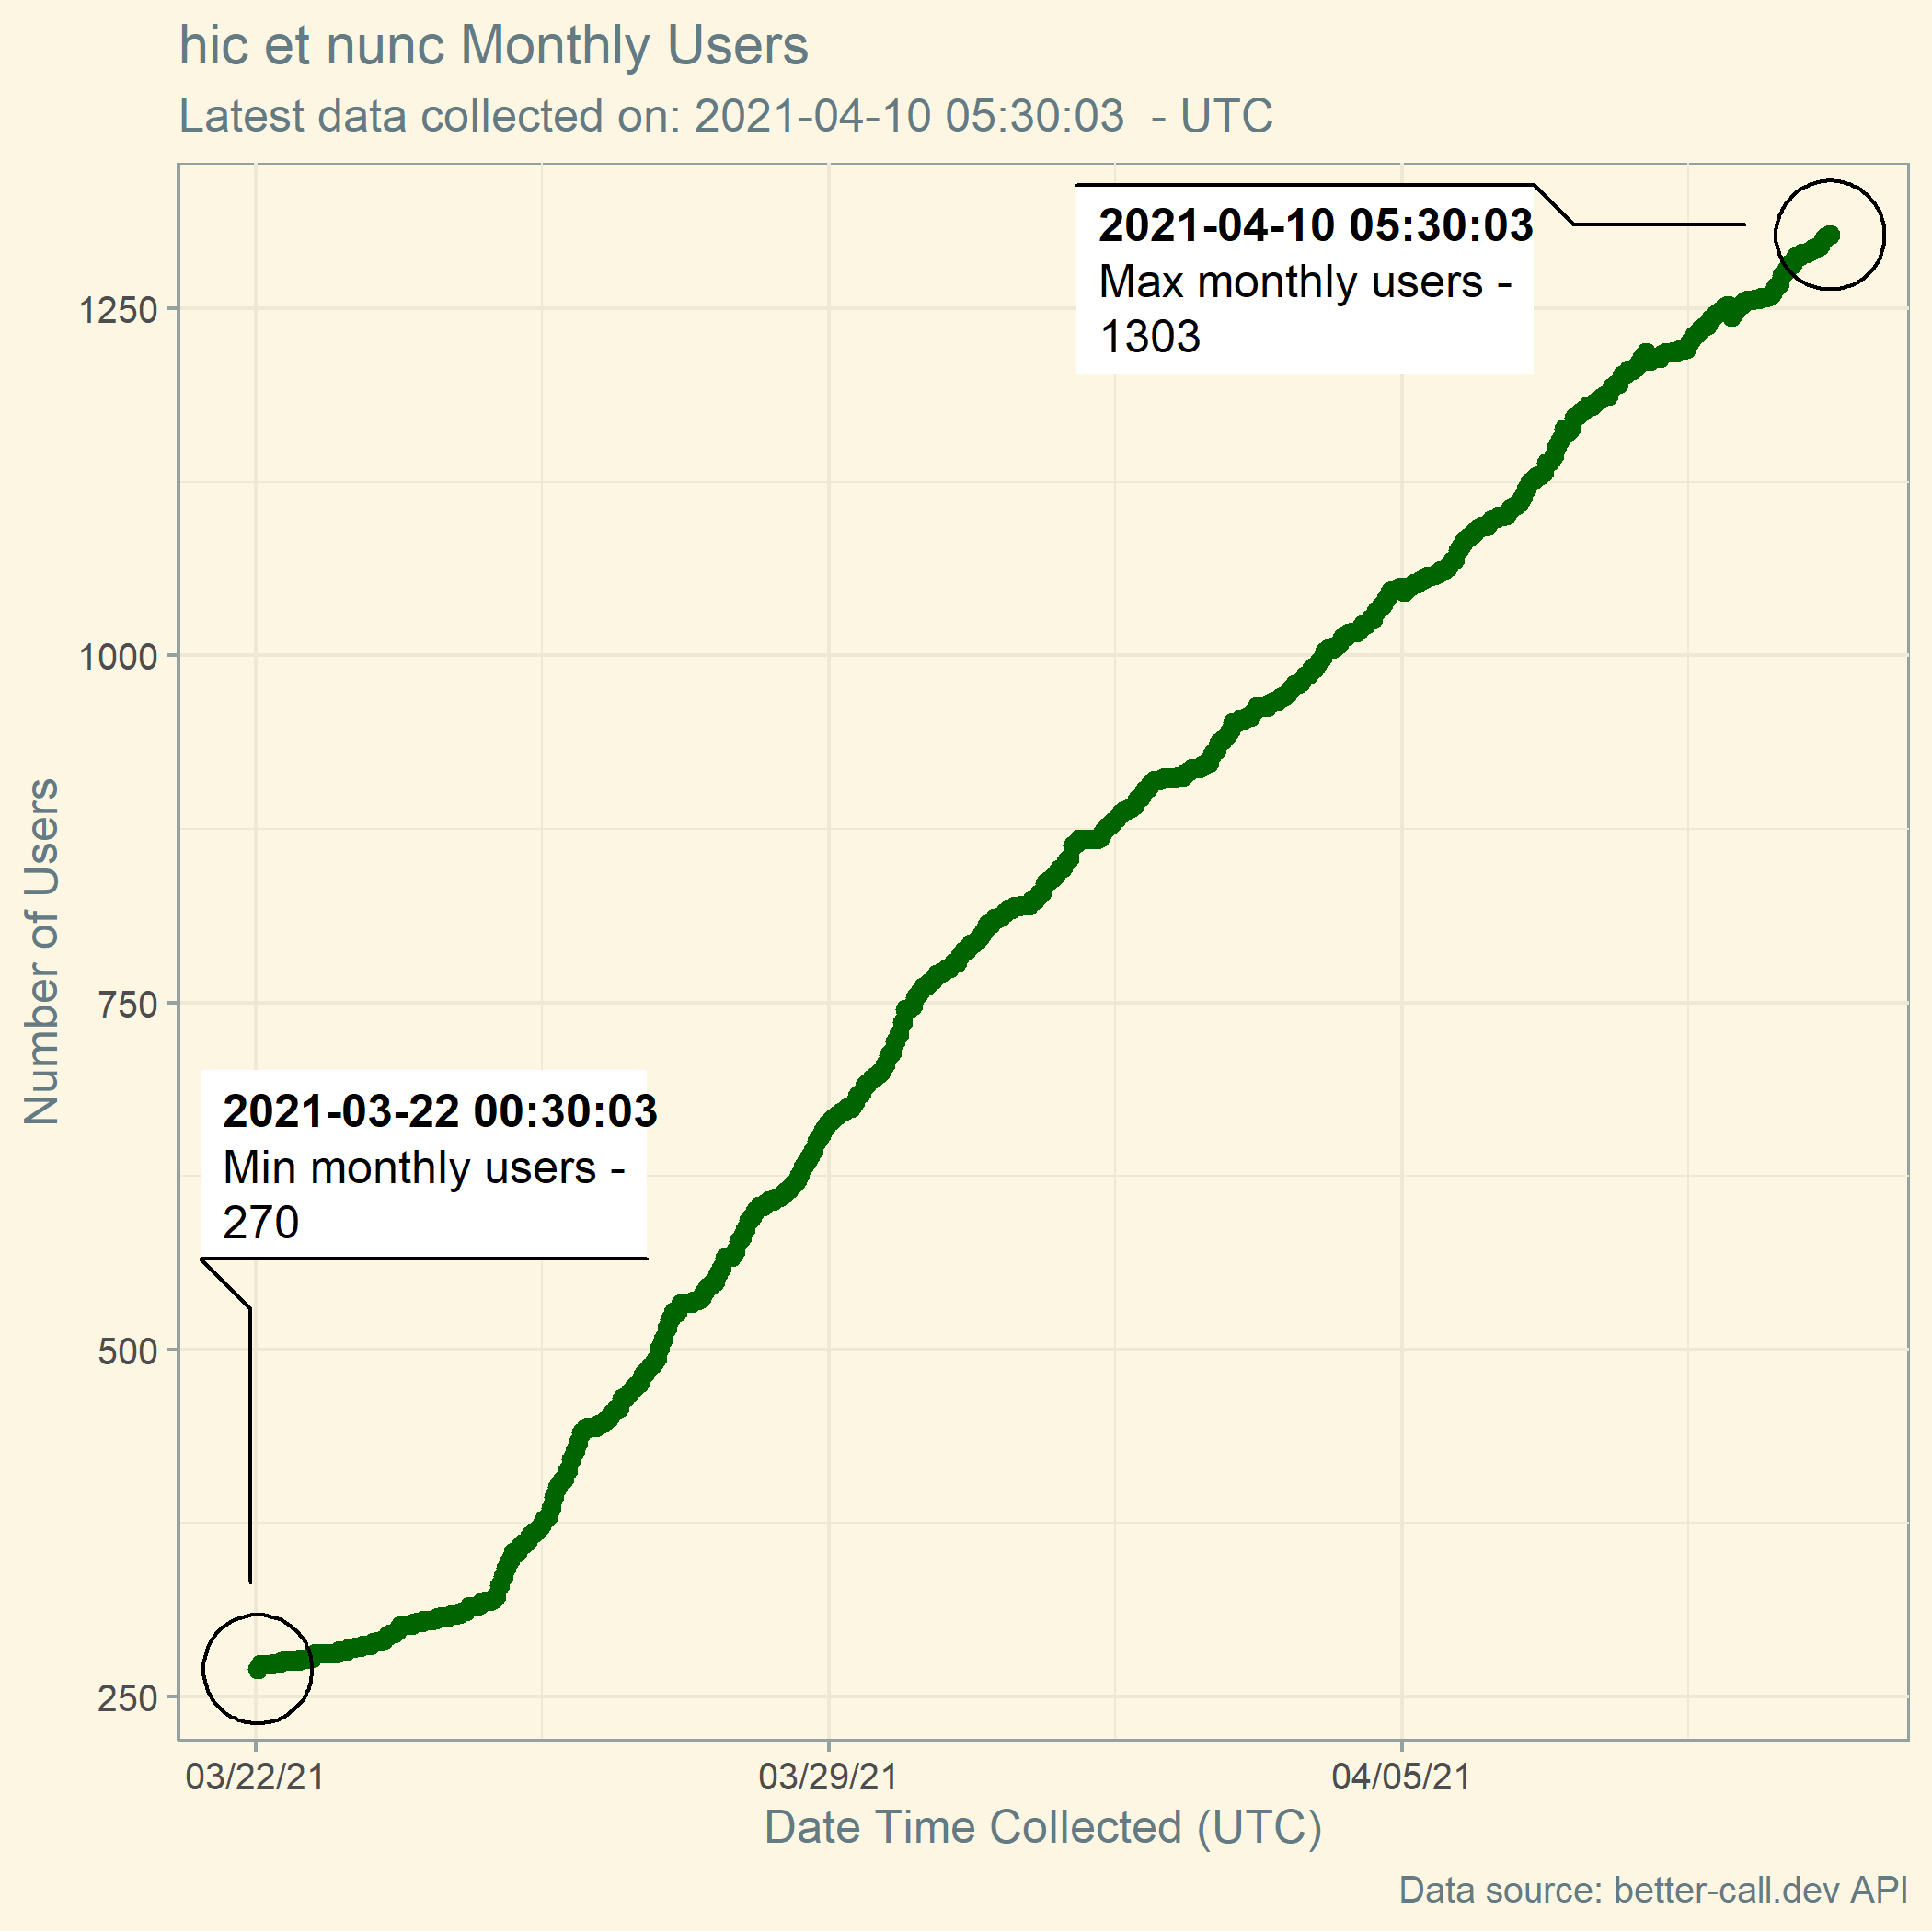 hic et nunc Monthly Users
Latest data collected on: 2021-04-10 05:30:03  - UTC
2021-04-10 05:30:03
Max monthly users -
1303
1250
1000
750
500
250
Number of Users
2021-03-22 00:30:03
Min monthly users -
270
03/22/21
03/29/21
04/05/21
Date Time Collected (UTC)
Data source: better-call.dev API